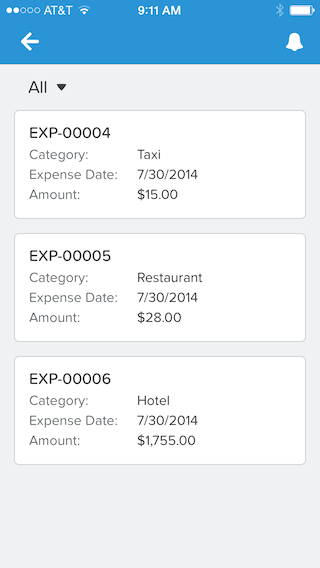 AT&T 9:11 AM
All
EXP-00004
Category: Taxi
Expense Date: 7/30/2014
Amount: $15.00
EXP-00005
Category: Restaurant
Expense Date: 7/30/2014
Amount: $28.00
EXP-00006
Category: Hotel
Expense Date: 7/30/2014
Amount: $1,755.00